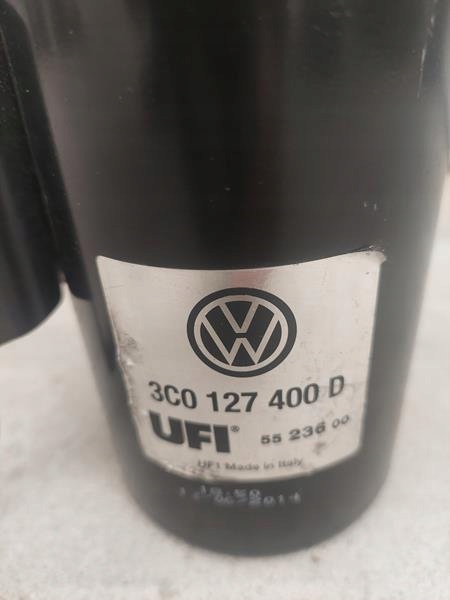 3C0 127 400 D
UFI® 55 236 00
UFI Made in Italy